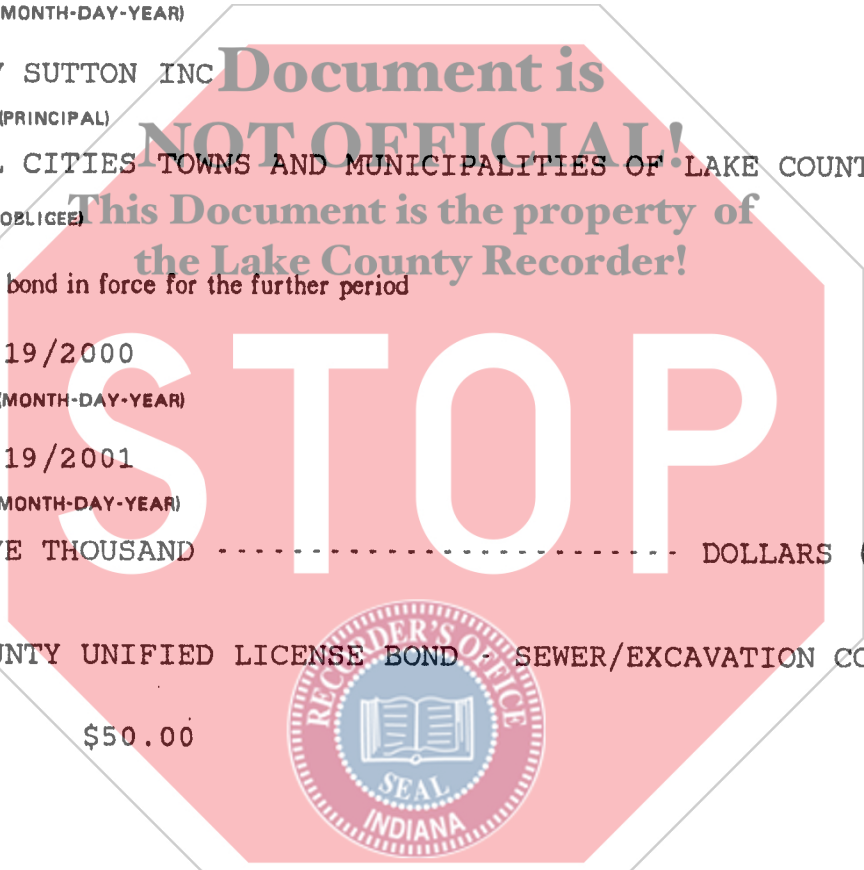 (MONTH-DAY-YEAR)
Y SUTTON INC
Document is
(PRINCIPAL)
NOT OFFICIAL!
L CITIES TOWNS AND MUNICIPALITIES OF LAKE COUNT
(OBLIGEE)
This Document is the property of
the Lake County Recorder!
bond in force for the further period
19/2000
(MONTH-DAY-YEAR)
19/2001
(MONTH-DAY-YEAR)
STOP
VE THOUSAND - - - - - - - - - - - - - - - - - - - - - - - - - DOLLARS (
UNTY UNIFIED LICENSE BOND - SEWER/EXCAVATION CO
$50.00
RECORDER'S OFFICE
SEAL
INDIANA